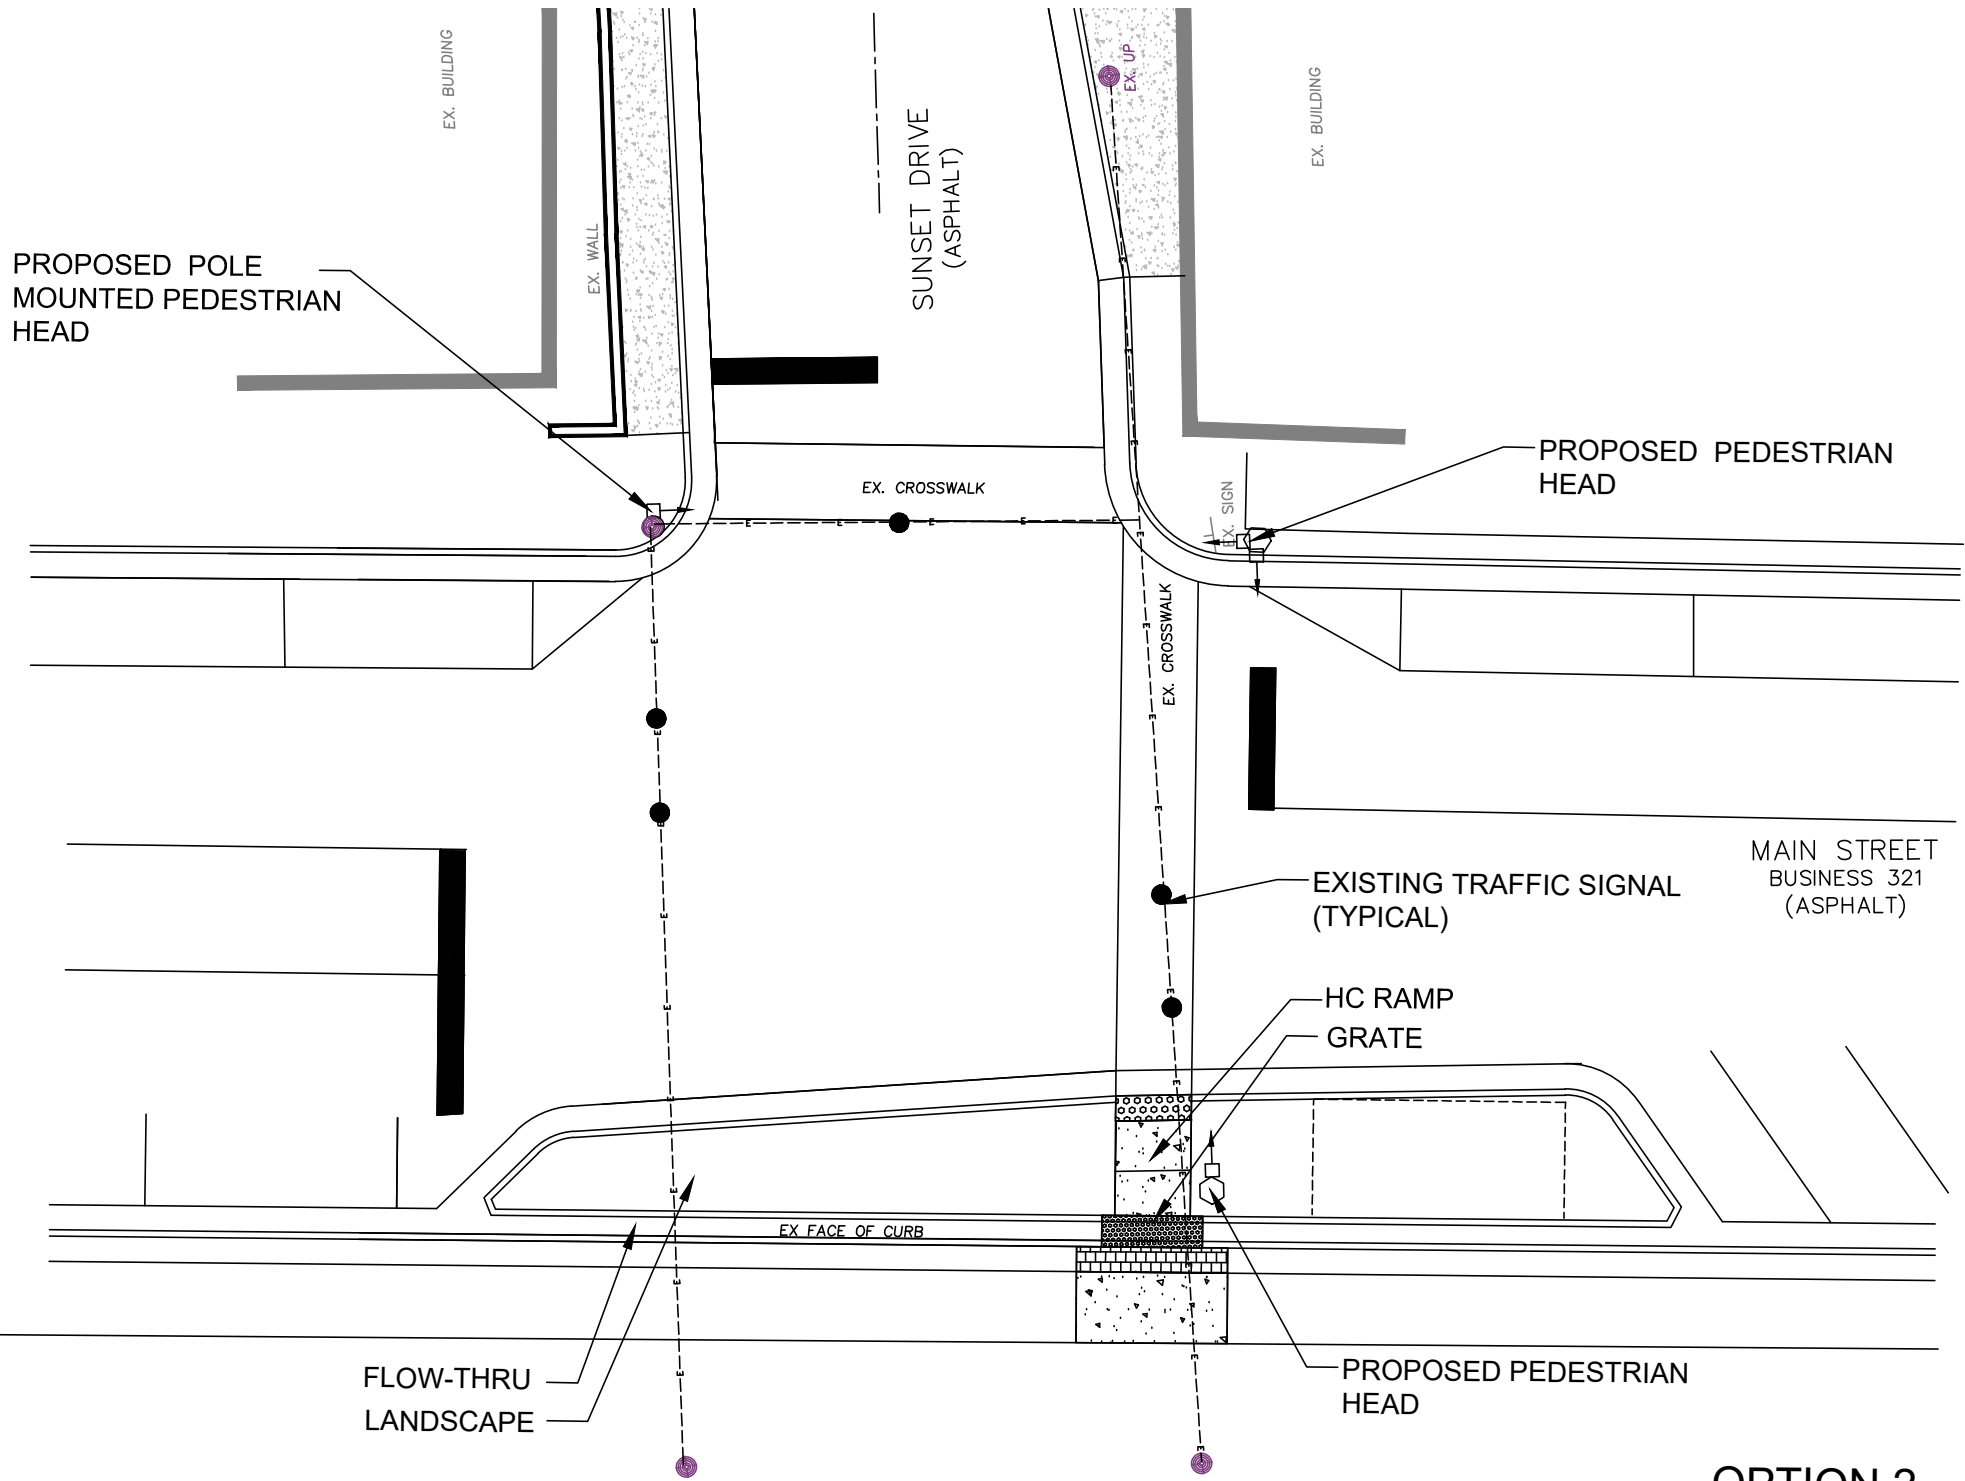 EX. BUILDING
EX. UP
EX. BUILDING
SUNSET DRIVE
(ASPHALT)
EX. WALL
PROPOSED POLE
MOUNTED PEDESTRIAN
HEAD
PROPOSED PEDESTRIAN
HEAD
EX. CROSSWALK
EX. SIGN
EX. CROSSWALK
MAIN STREET
BUSINESS 321
(ASPHALT)
EXISTING TRAFFIC SIGNAL
(TYPICAL)
HC RAMP
GRATE
EX FACE OF CURB
FLOW-THRU
LANDSCAPE
PROPOSED PEDESTRIAN
HEAD
OPTION